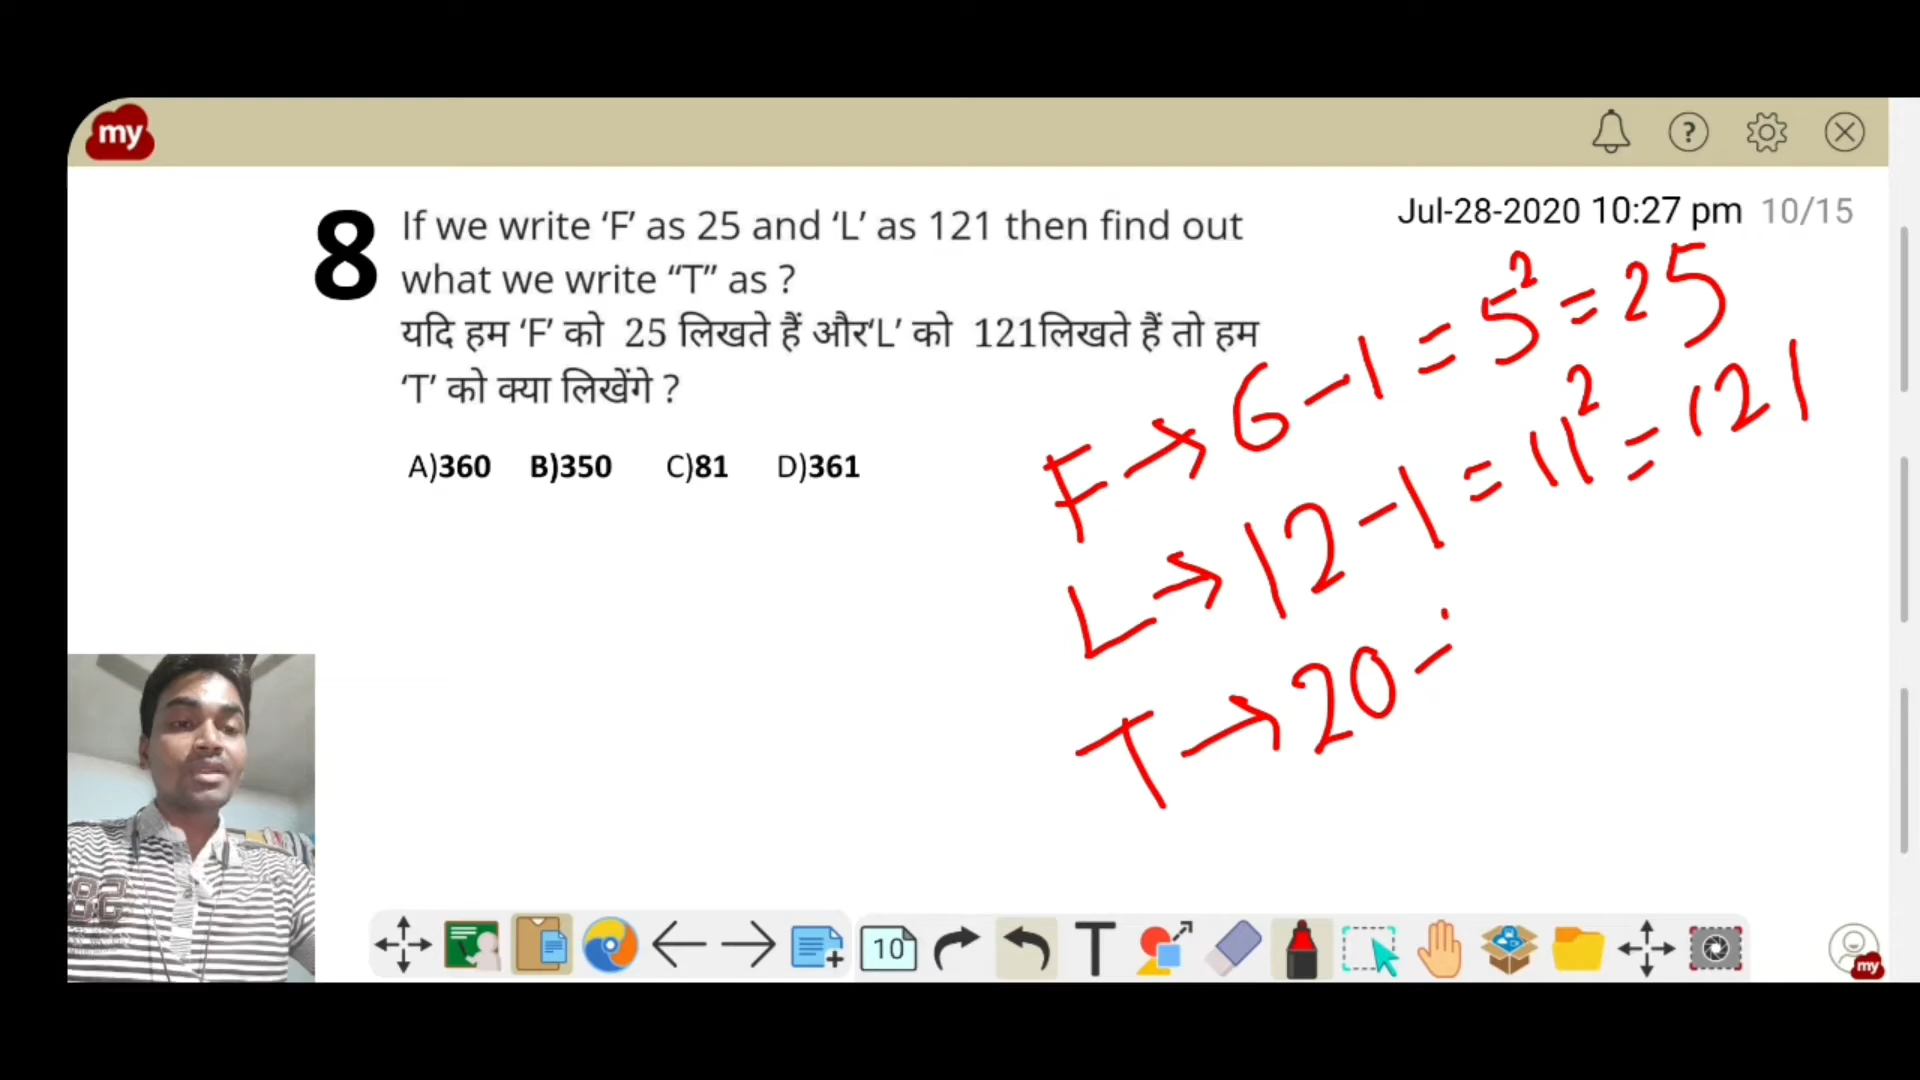 my
Jul-28-2020 10:27 pm 10/15
8
If we write ‘F’ as 25 and ‘L’ as 121 then find out
what we write “T” as ?
यदि हम ‘F’ को 25 लिखते हैं और‘L’ को 121लिखते हैं तो हम
‘T’ को क्या लिखेंगे ?
A)360 B)350 C)81 D)361
F → 6 - 1 = 5² = 25
L → 12 - 1 = 11² = 121
T → 20 -
82
10
T
my